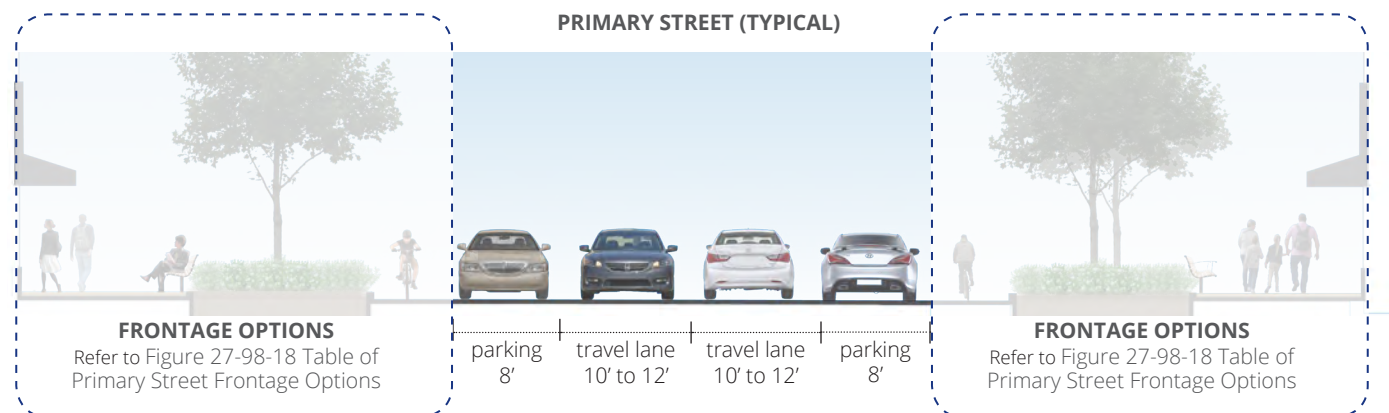 PRIMARY STREET (TYPICAL)
FRONTAGE OPTIONS
Refer to Figure 27-98-18 Table of
Primary Street Frontage Options
parking
8’
travel lane
10’ to 12’
travel lane
10’ to 12’
parking
8’
FRONTAGE OPTIONS
Refer to Figure 27-98-18 Table of
Primary Street Frontage Options